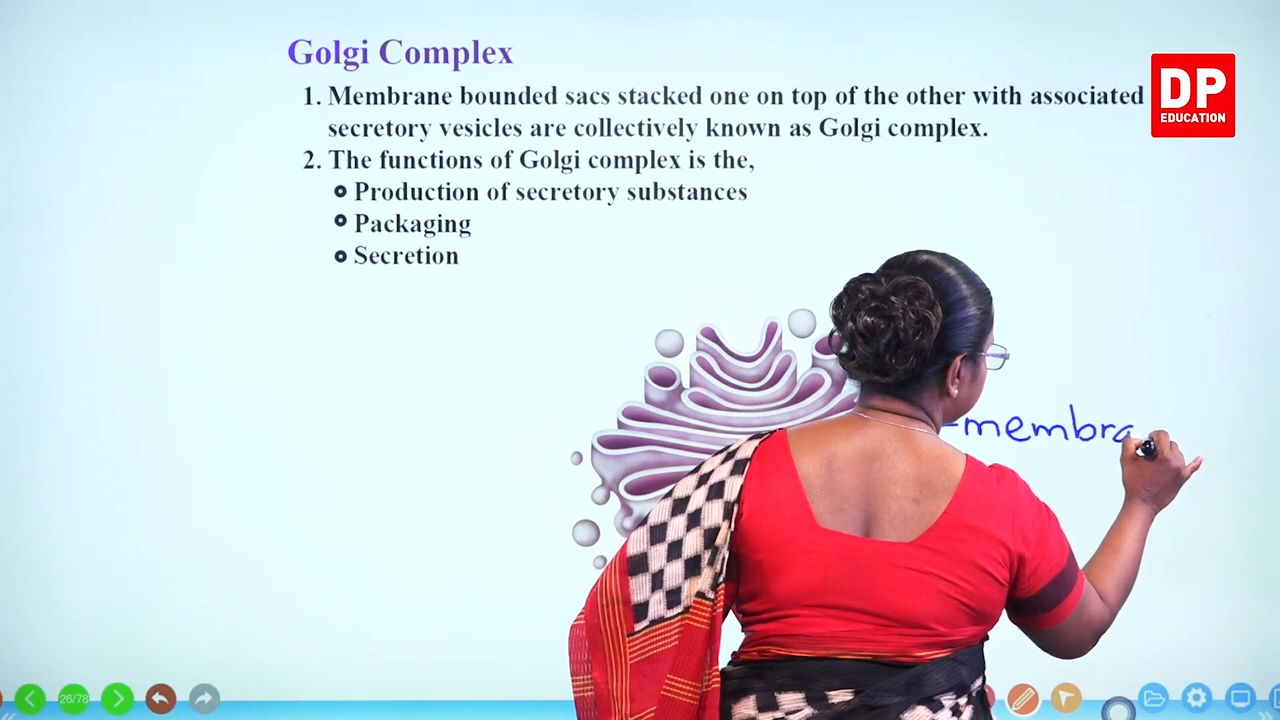 Golgi Complex
1. Membrane bounded sacs stacked one on top of the other with associated
secretory vesicles are collectively known as Golgi complex.
2. The functions of Golgi complex is the,
Production of secretory substances
Packaging
Secretion
DP
EDUCATION
membra
26/78